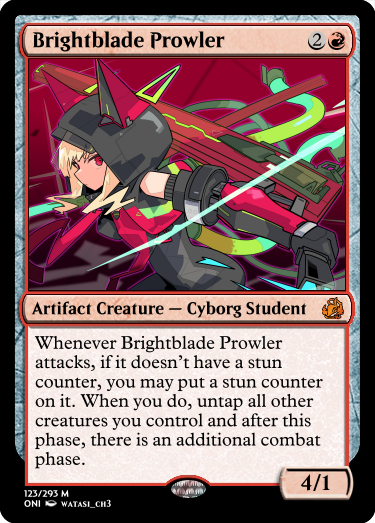 Brightblade Prowler 2
Artifact Creature — Cyborg Student
Whenever Brightblade Prowler
attacks, if it doesn't have a stun
counter, you may put a stun counter
on it. When you do, untap all other
creatures you control and after this
phase, there is an additional combat
phase.
4/1
123/293 M
ONI WATASI_CH3